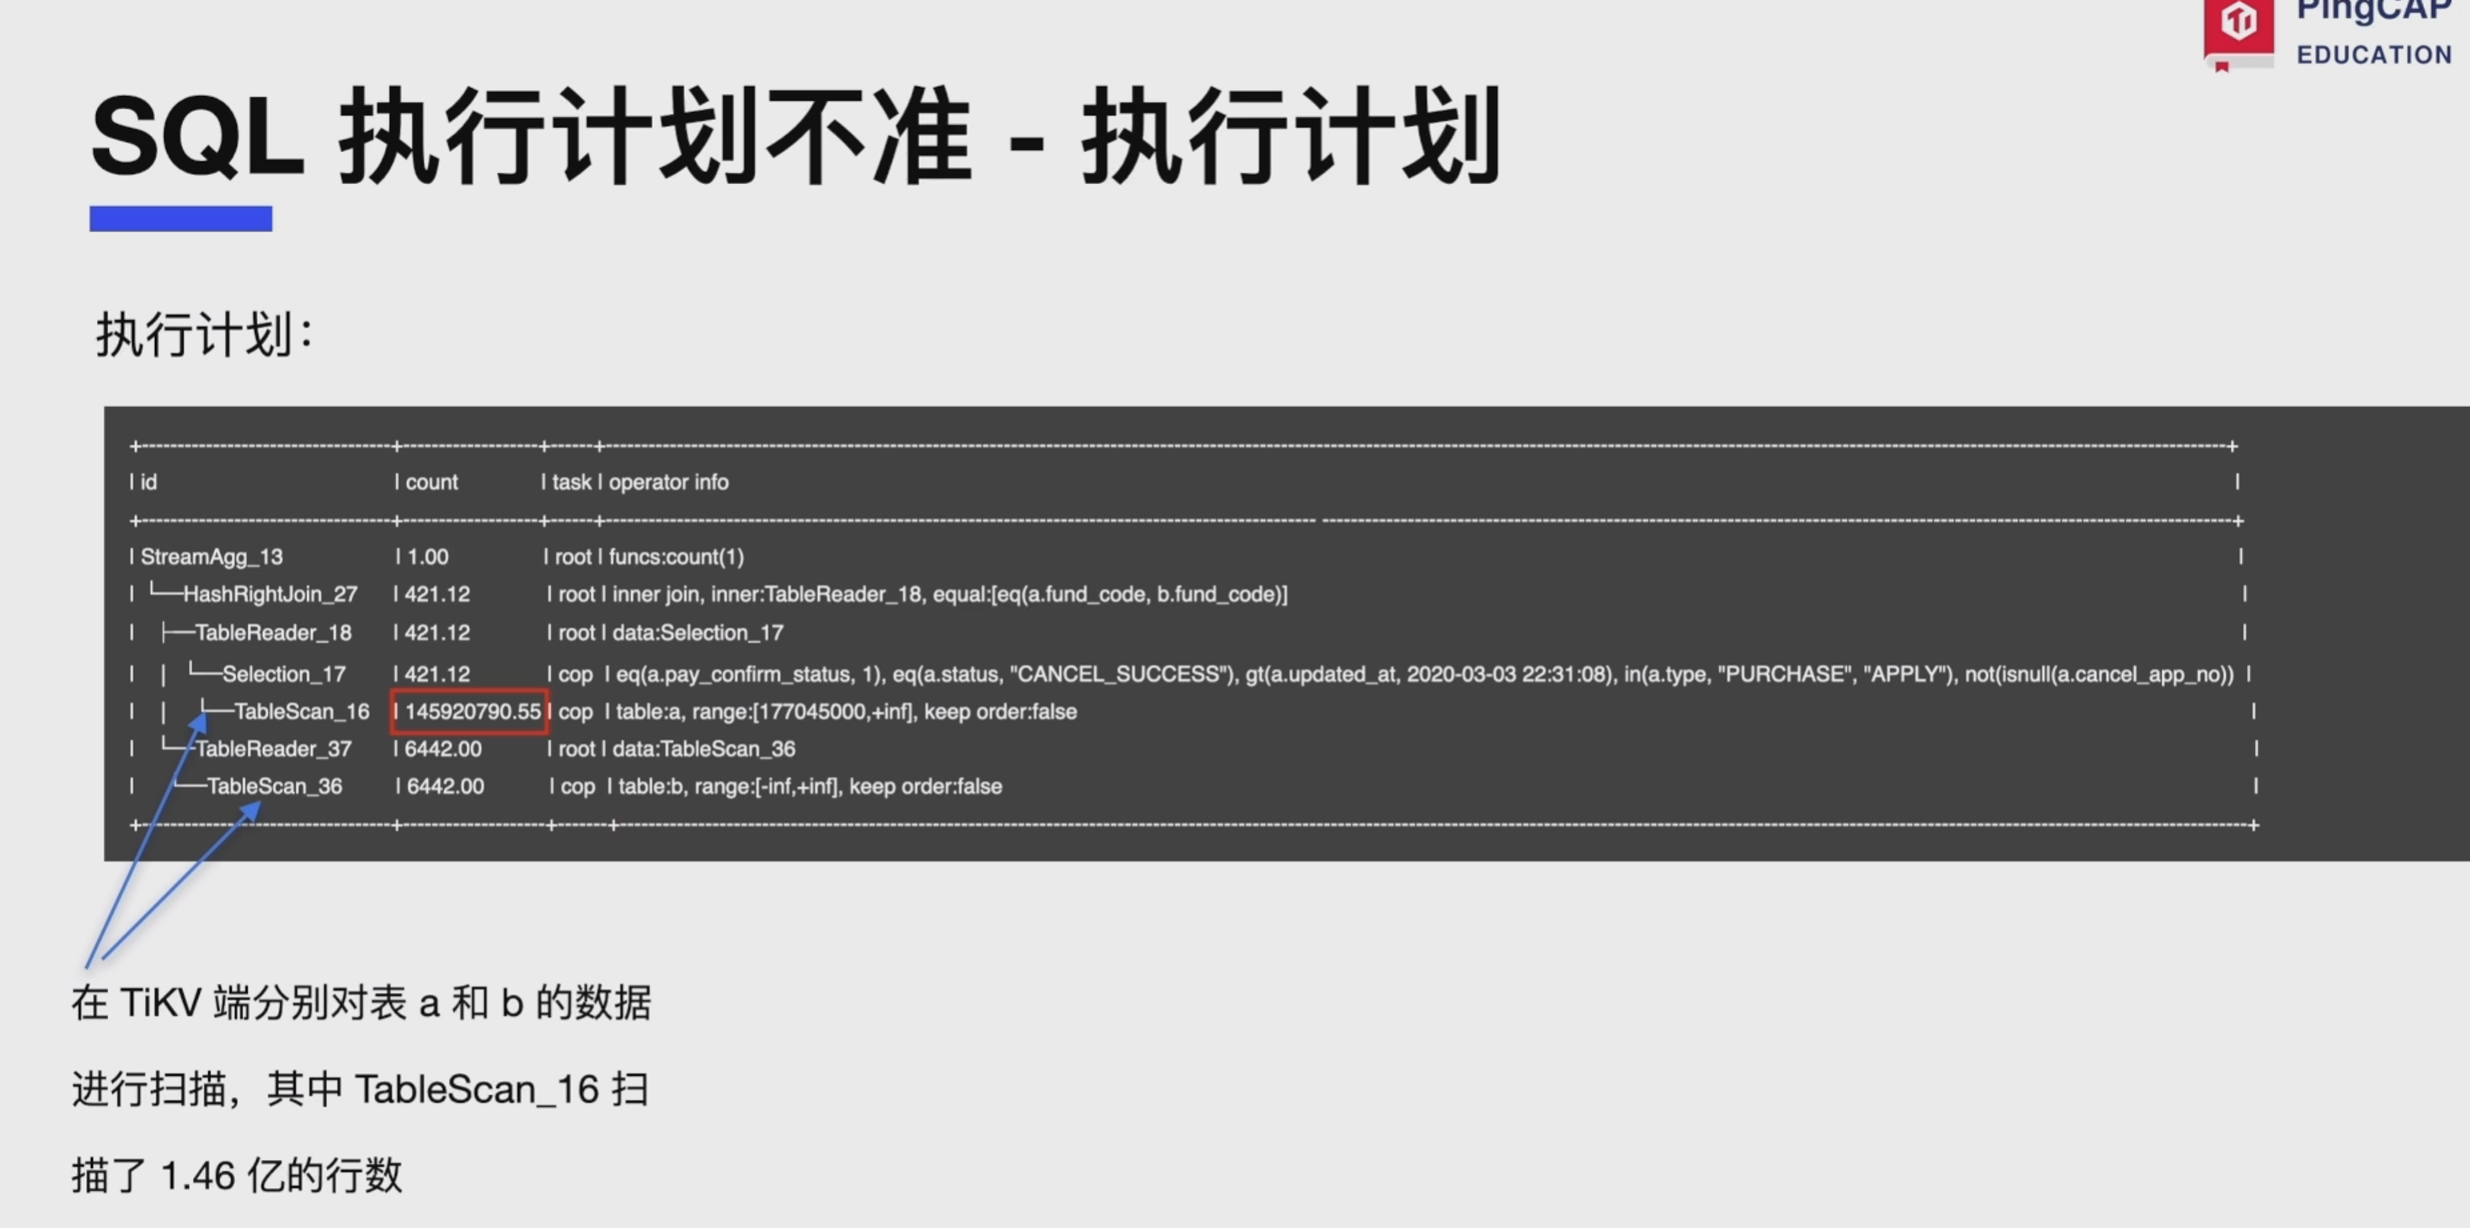 PingCAP
EDUCATION
SQL 执行计划不准 - 执行计划
执行计划：
+---------------------------+---------------+------+----------------------------------------------------------------+
| id | count | task | operator info |
+---------------------------+---------------+------+----------------------------------------------------------------+
| StreamAgg_13 | 1.00 | root | funcs:count(1) |
| └──HashRightJoin_27 | 421.12 | root | inner join, inner:TableReader_18, equal:[eq(a.fund_code, b.fund_code)] |
| ├──TableReader_18 | 421.12 | root | data:Selection_17 |
| │ └──Selection_17 | 421.12 | cop | eq(a.pay_confirm_status, 1), eq(a.status, "CANCEL_SUCCESS"), gt(a.updated_at, 2020-03-03 22:31:08), in(a.type, "PURCHASE", "APPLY"), not(isnull(a.cancel_app_no)) |
| │ └──TableScan_16 | 145920790.55 | cop | table:a, range:[177045000,+inf], keep order:false |
| └──TableReader_37 | 6442.00 | root | data:TableScan_36 |
| └──TableScan_36 | 6442.00 | cop | table:b, range:[-inf,+inf], keep order:false |
+---------------------------+---------------+------+----------------------------------------------------------------+
在 TiKV 端分别对表 a 和 b 的数据
进行扫描，其中 TableScan_16 扫
描了 1.46 亿的行数